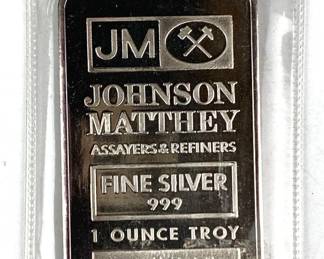 JM
JOHNSON
MATTHEY
ASSAYERS & REFINERS
FINE SILVER
999
1 OUNCE TROY